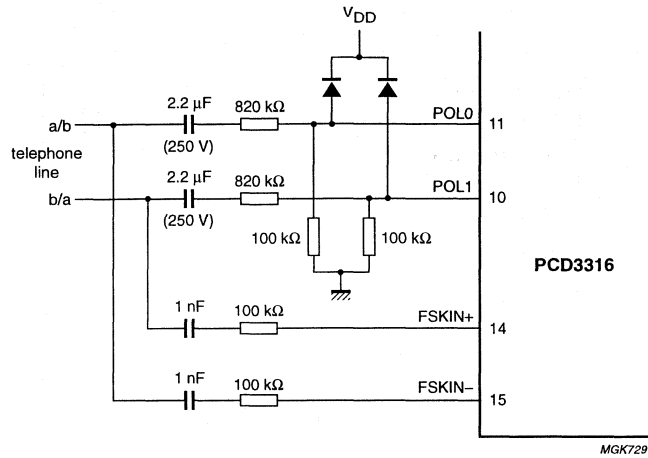 VDD
2.2 μF 820 kΩ POL0
a/b 11
(250 V)
telephone
line
2.2 μF 820 kΩ POL1
b/a 10
(250 V)
100 kΩ 100 kΩ
PCD3316
1 nF 100 kΩ FSKIN+
14
1 nF 100 kΩ FSKIN−
15
MGK729